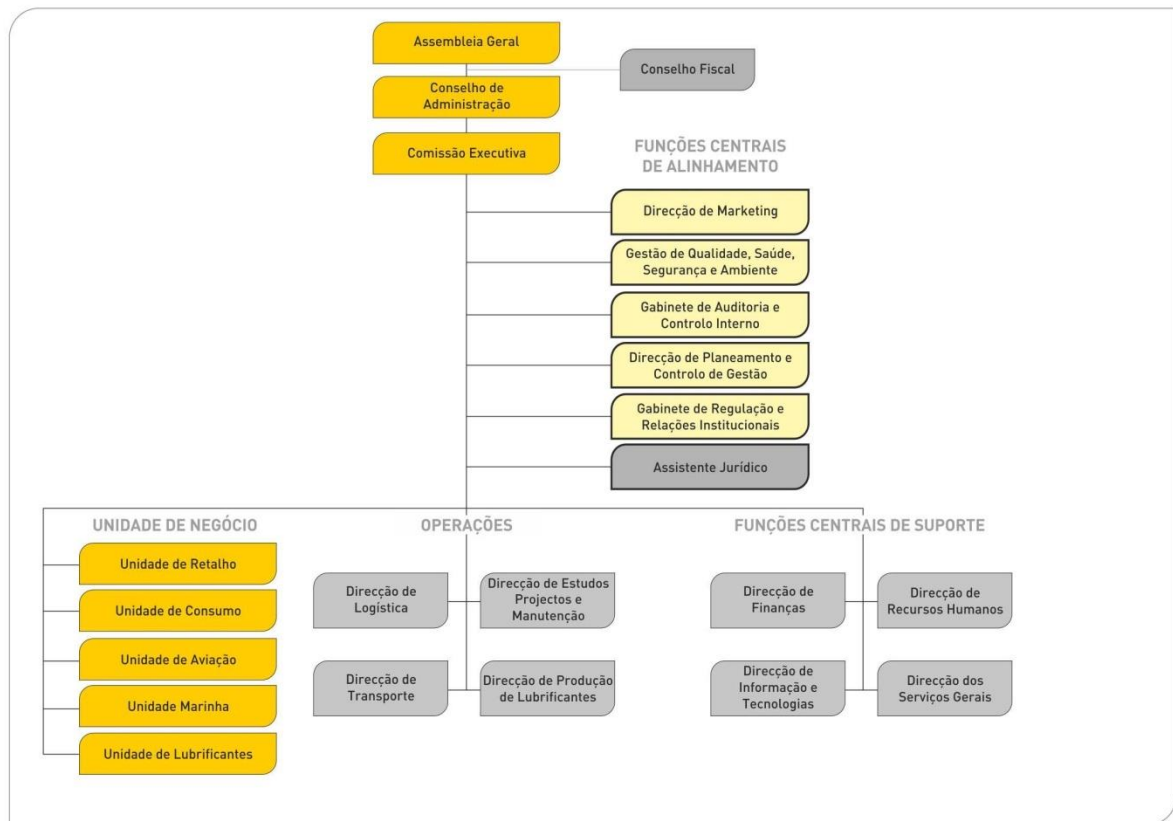 Assembleia Geral
Conselho Fiscal
Conselho de
Administração
Comissão Executiva
FUNÇÕES CENTRAIS
DE ALINHAMENTO
Direcção de Marketing
Gestão de Qualidade, Saúde,
Segurança e Ambiente
Gabinete de Auditoria e
Controlo Interno
Direcção de Planeamento e
Controlo de Gestão
Gabinete de Regulação e
Relações Institucionais
Assistente Jurídico
UNIDADE DE NEGÓCIO
Unidade de Retalho
Unidade de Consumo
Unidade de Aviação
Unidade Marinha
Unidade de Lubrificantes
OPERAÇÕES
Direcção de
Logística
Direcção de Estudos
Projectos e
Manutenção
Direcção de
Transporte
Direcção de Produção
de Lubrificantes
FUNÇÕES CENTRAIS DE SUPORTE
Direcção de
Finanças
Direcção de
Recursos Humanos
Direcção de
Informação e
Tecnologias
Direcção dos
Serviços Gerais